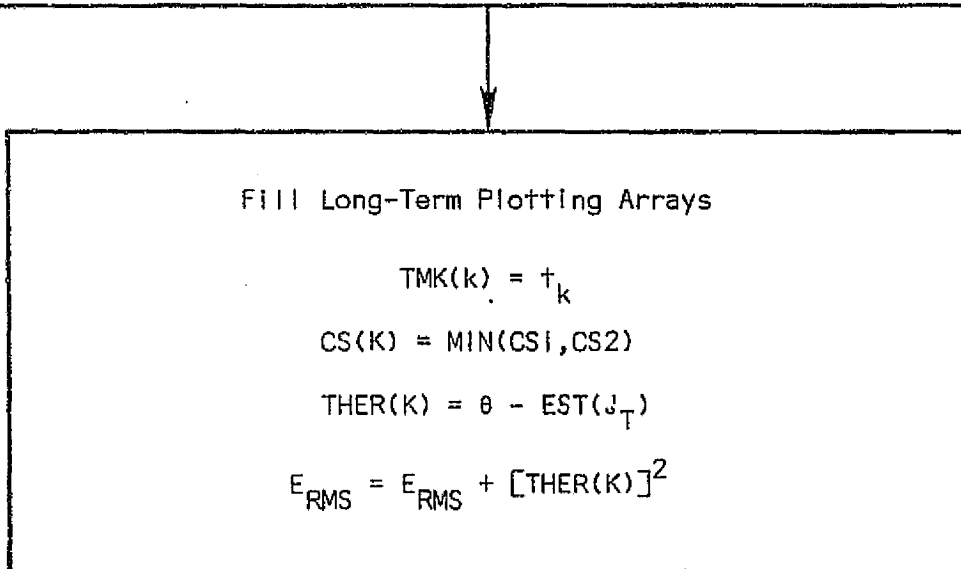 Fill Long-Term Plotting Arrays
TMK(k) = t_k
CS(K) = MIN(CS1,CS2)
THER(K) = θ - EST(J_T)
E_RMS = E_RMS + [THER(K)]^2